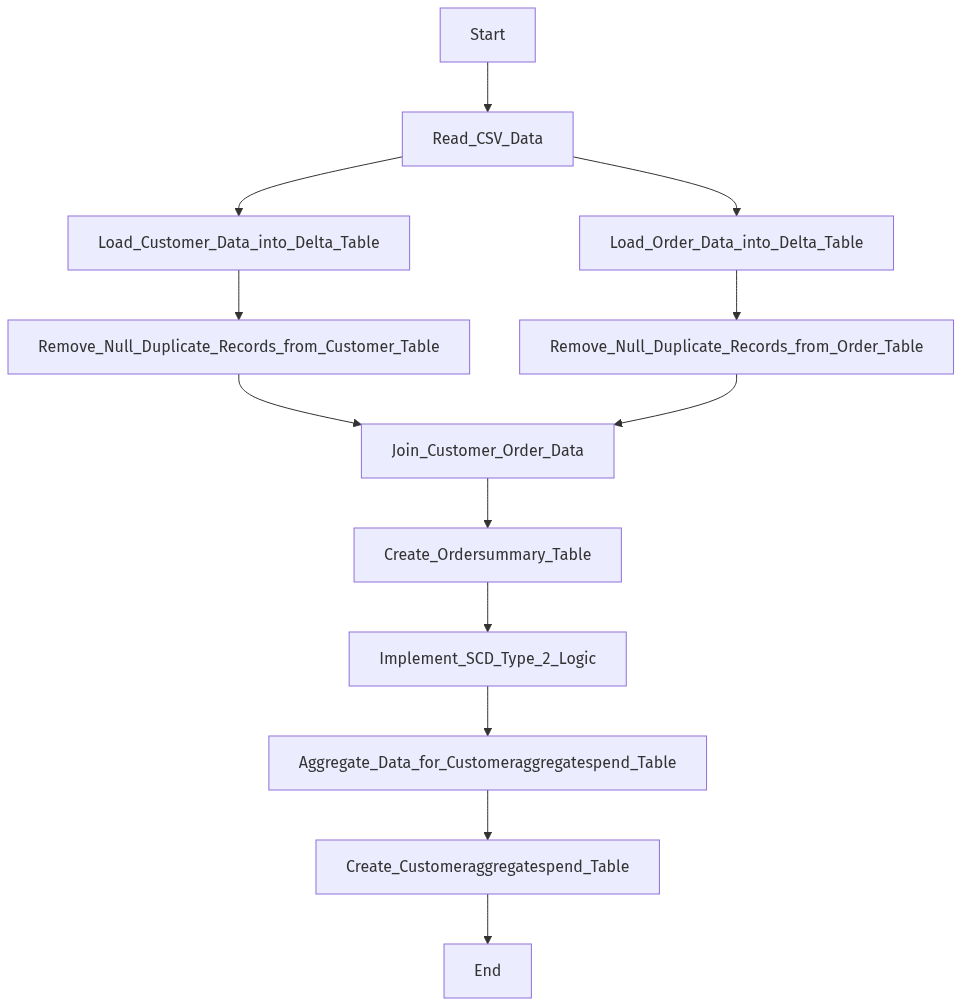 Start
Read_CSV_Data
Load_Customer_Data_into_Delta_Table
Load_Order_Data_into_Delta_Table
Remove_Null_Duplicate_Records_from_Customer_Table
Remove_Null_Duplicate_Records_from_Order_Table
Join_Customer_Order_Data
Create_Ordersummary_Table
Implement_SCD_Type_2_Logic
Aggregate_Data_for_Customeraggregatespend_Table
Create_Customeraggregatespend_Table
End